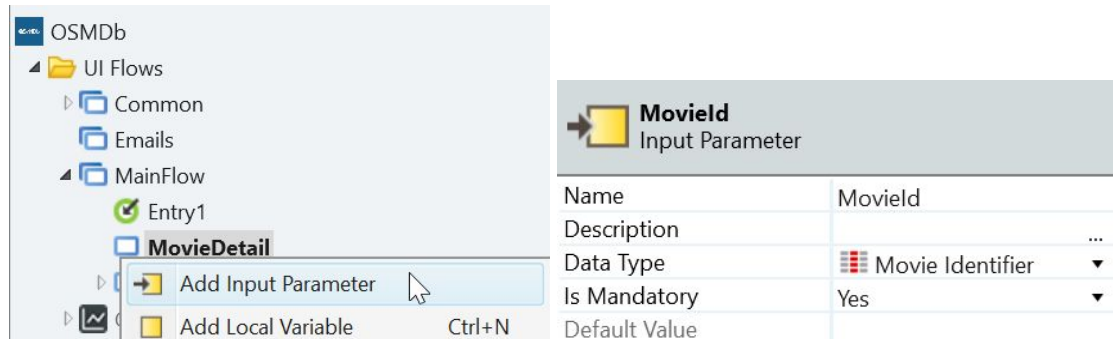 OSMDb
UI Flows
Common
Emails
MainFlow
Entry1
MovieDetail
Add Input Parameter
Add Local Variable Ctrl+N
MovieId
Input Parameter
Name MovieId
Description ...
Data Type Movie Identifier
Is Mandatory Yes
Default Value